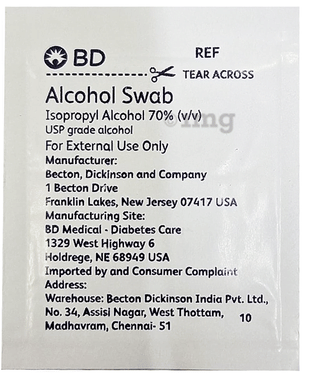 BD
REF
TEAR ACROSS
Alcohol Swab
Isopropyl Alcohol 70% (v/v)
USP grade alcohol
For External Use Only
Manufacturer:
Becton, Dickinson and Company
1 Becton Drive
Franklin Lakes, New Jersey 07417 USA
Manufacturing Site:
BD Medical - Diabetes Care
1329 West Highway 6
Holdrege, NE 68949 USA
Imported by and Consumer Complaint
Address:
Warehouse: Becton Dickinson India Pvt. Ltd.,
No. 34, Assisi Nagar, West Thottam,
Madhavram, Chennai- 51
10